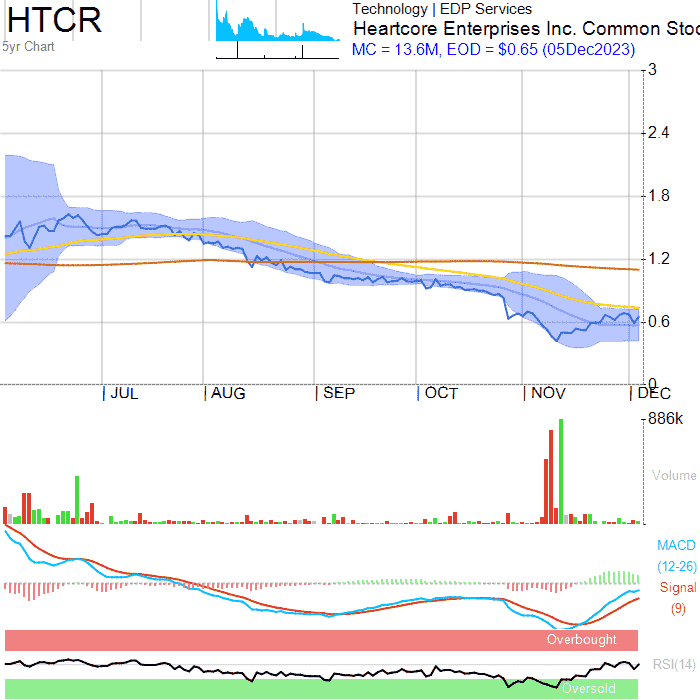 HTCR
5yr Chart
Technology | EDP Services
Heartcore Enterprises Inc. Common Stoc
MC = 13.6M, EOD = $0.65 (05Dec2023)
3
2.4
1.8
1.2
0.6
0
| JUL | AUG | SEP | OCT | NOV | DEC
886k
Volume
MACD
(12-26)
Signal
(9)
Overbought
RSI(14)
Oversold